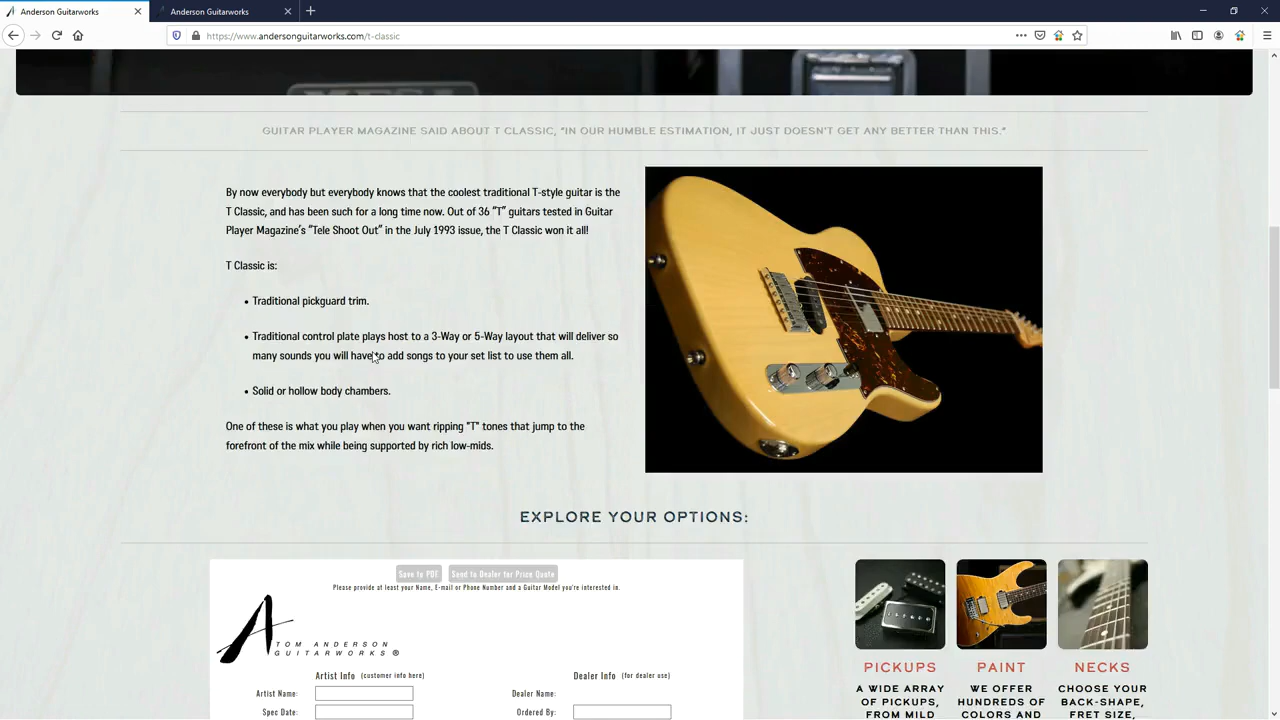 Anderson Guitarworks
Anderson Guitarworks
https://www.andersonguitarworks.com/t-classic
GUITAR PLAYER MAGAZINE SAID ABOUT T CLASSIC, "IN OUR HUMBLE ESTIMATION, IT JUST DOESN'T GET ANY BETTER THAN THIS."
By now everybody but everybody knows that the coolest traditional T-style guitar is the
T Classic, and has been such for a long time now. Out of 36 "T" guitars tested in Guitar
Player Magazine's "Tele Shoot Out" in the July 1993 issue, the T Classic won it all!
T Classic is:
• Traditional pickguard trim.
• Traditional control plate plays host to a 3-Way or 5-Way layout that will deliver so
many sounds you will have to add songs to your set list to use them all.
• Solid or hollow body chambers.
One of these is what you play when you want ripping "T" tones that jump to the
forefront of the mix while being supported by rich low-mids.
EXPLORE YOUR OPTIONS:
Save to PDF Send to Dealer for Price Quote
Please provide at least your Name, E-mail or Phone Number and a Guitar Model you're interested in.
TOM ANDERSON
GUITARWORKS ®
Artist Info (customer info here)
Dealer Info (for dealer use)
Artist Name:
Dealer Name:
Spec Date:
Ordered By:
PICKUPS
A WIDE ARRAY
OF PICKUPS,
FROM MILD
PAINT
WE OFFER
HUNDREDS OF
COLORS AND
NECKS
CHOOSE YOUR
BACK-SHAPE,
FRET SIZE,